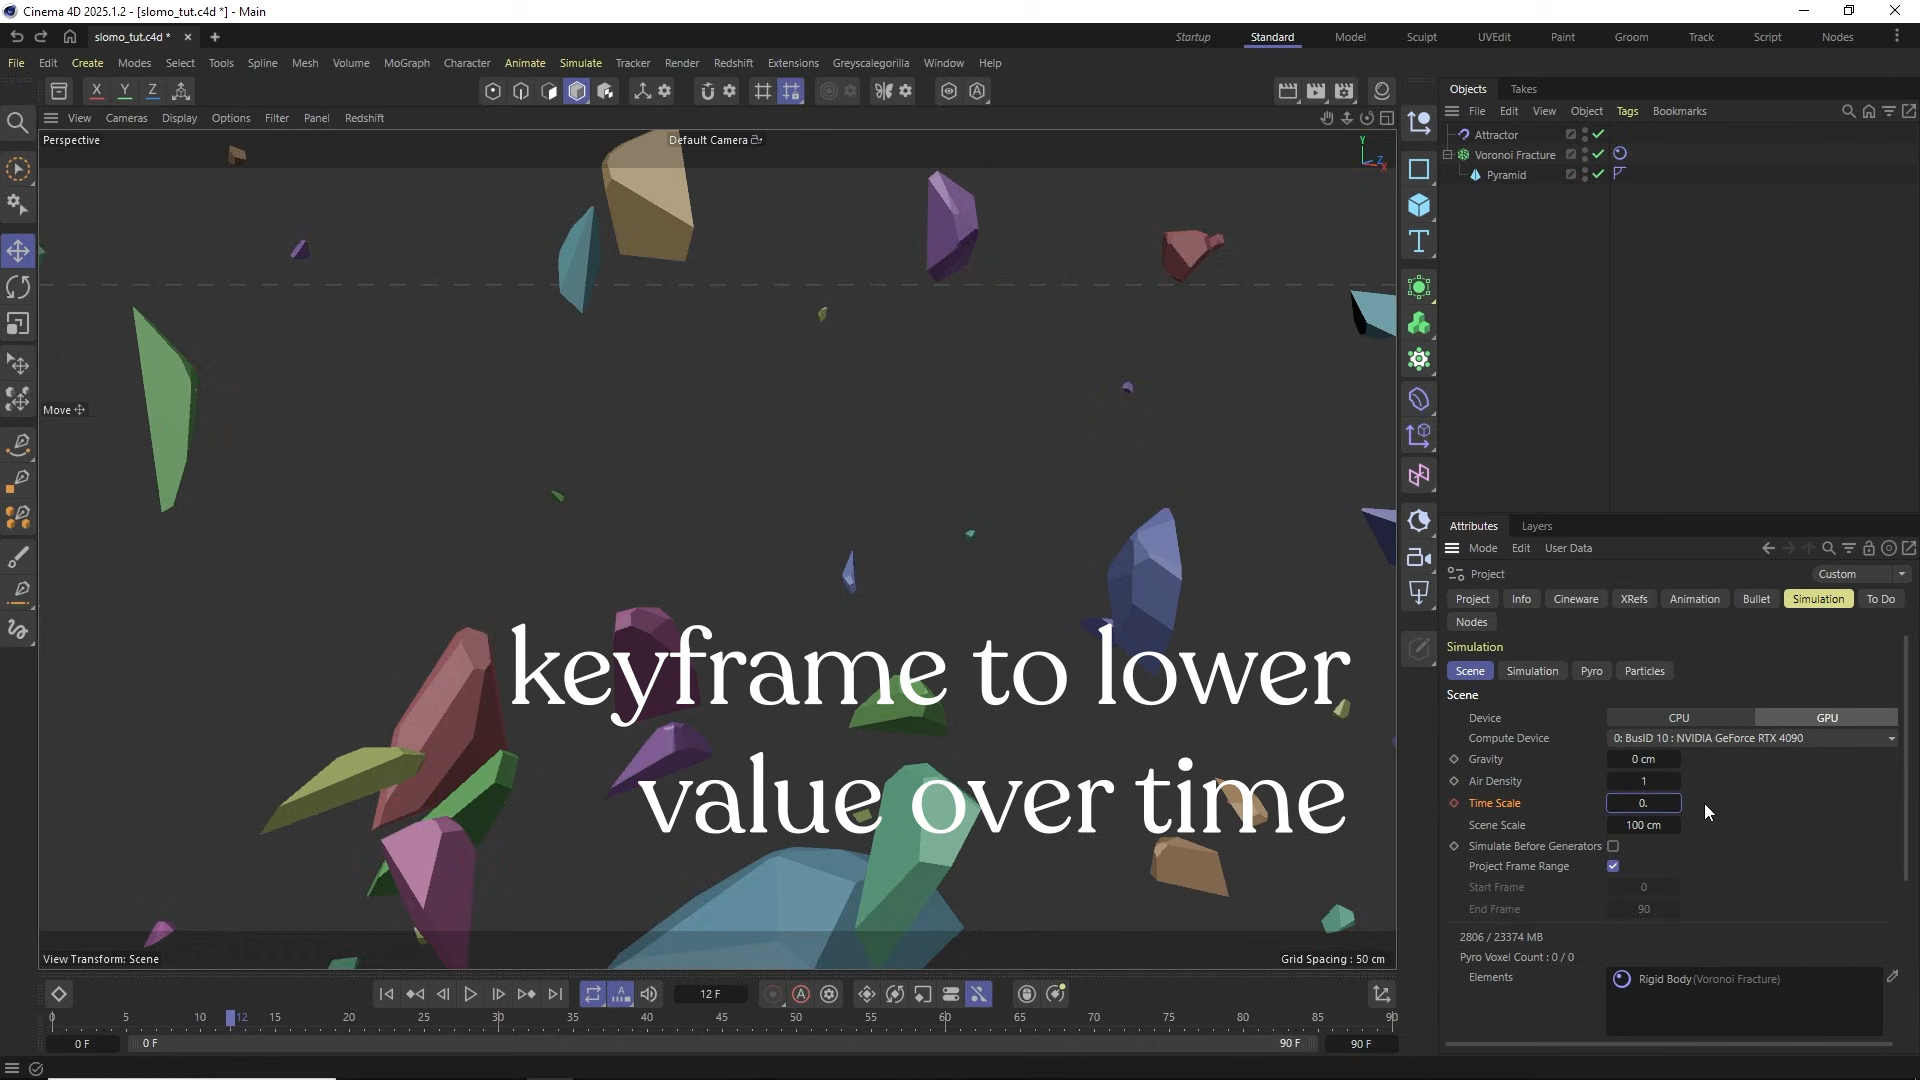 Cinema 4D 2025.1.2 - [slomo_tut.c4d *] - Main
slomo_tut.c4d *
Startup Standard Model Sculpt UVEdit Paint Groom Track Script Nodes
File Edit Create Modes Select Tools Spline Mesh Volume MoGraph Character Animate Simulate Tracker Render Redshift Extensions Greyscalegorilla Window Help
X Y Z
Objects Takes
File Edit View Object Tags Bookmarks
View Cameras Display Options Filter Panel Redshift
Perspective
Default Camera
Y
Z
X
Attractor
Voronoi Fracture
Pyramid
Move
keyframe to lower
value over time
View Transform: Scene
Grid Spacing : 50 cm
Attributes Layers
Mode Edit User Data
Project
Custom
Project Info Cineware XRefs Animation Bullet Simulation To Do
Nodes
Simulation
Scene Simulation Pyro Particles
Scene
Device CPU GPU
Compute Device 0: BusID 10 : NVIDIA GeForce RTX 4090
Gravity 0 cm
Air Density 1
Time Scale 0.
Scene Scale 100 cm
Simulate Before Generators
Project Frame Range
Start Frame 0
End Frame 90
2806 / 23374 MB
Pyro Voxel Count : 0 / 0
Elements
Rigid Body (Voronoi Fracture)
12 F
0 5 10 12 15 20 25 30 35 40 45 50 55 60 65 70 75 80 85 90
0 F 0 F 90 F 90 F